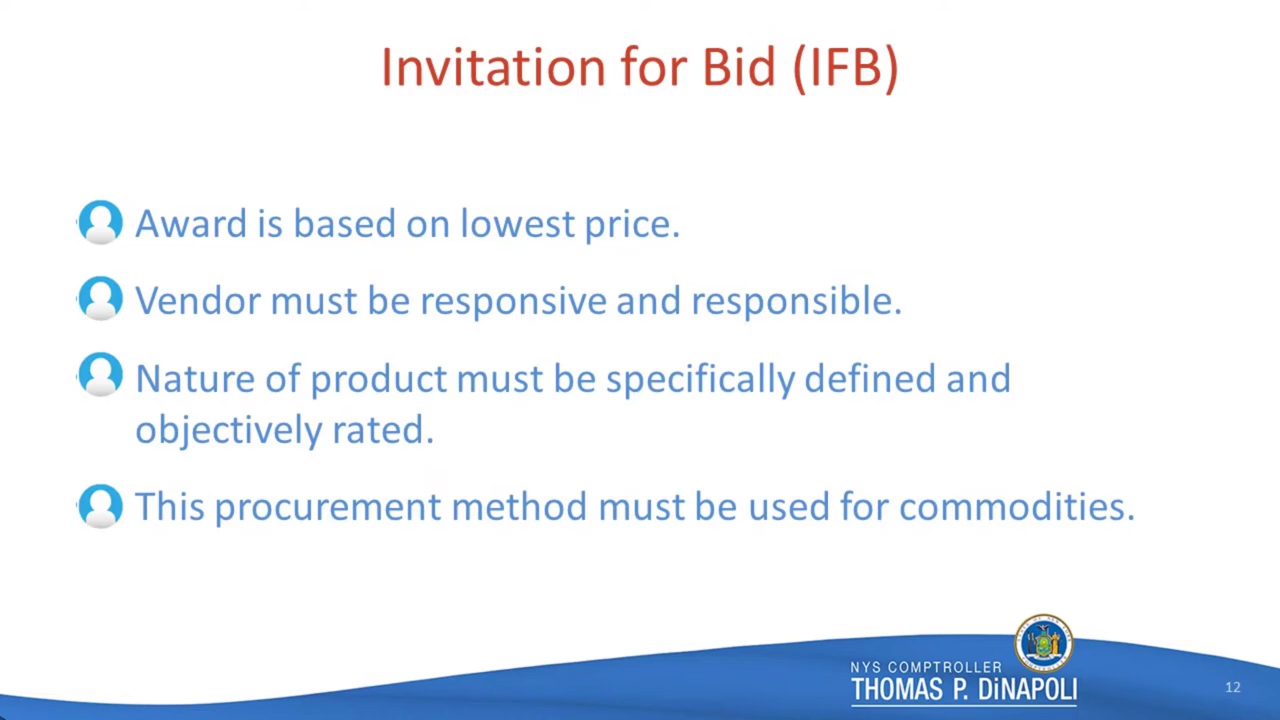 Invitation for Bid (IFB)
Award is based on lowest price.
Vendor must be responsive and responsible.
Nature of product must be specifically defined and
objectively rated.
This procurement method must be used for commodities.
NYS COMPTROLLER
THOMAS P. DiNAPOLI
12